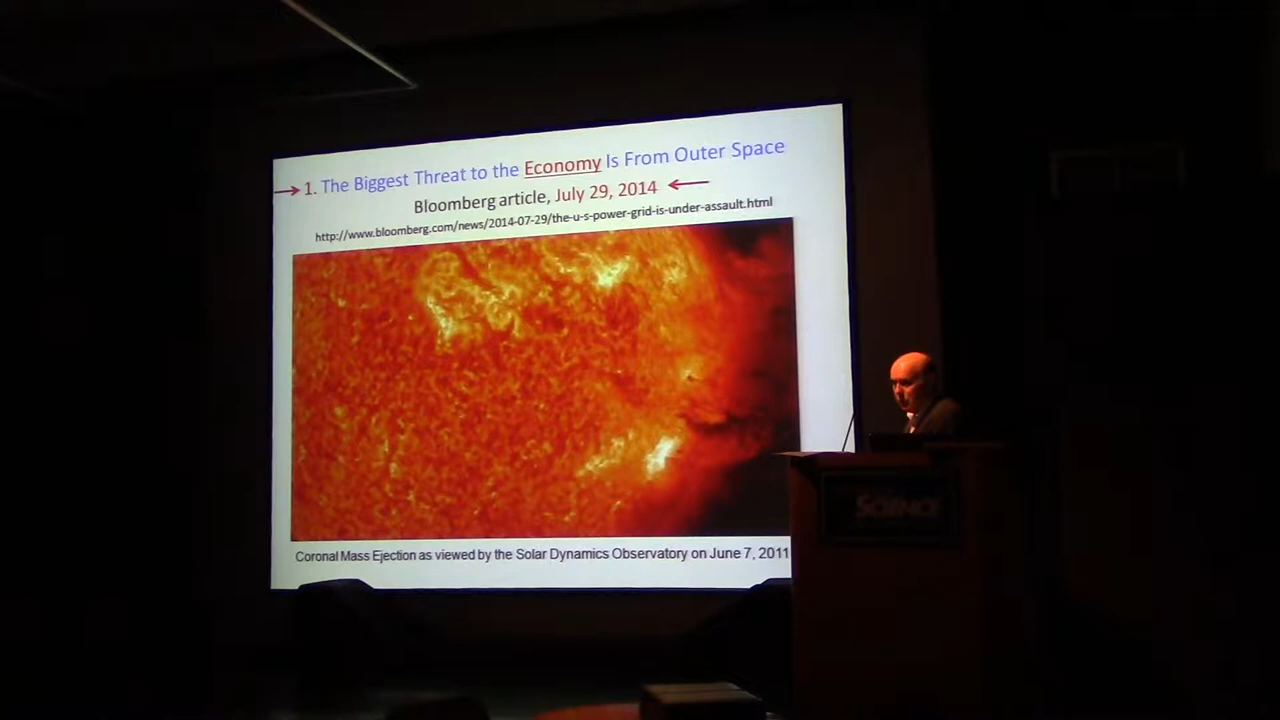 → 1. The Biggest Threat to the Economy Is From Outer Space
Bloomberg article, July 29, 2014 ←
http://www.bloomberg.com/news/2014-07-29/the-u-s-power-grid-is-under-assault.html
Coronal Mass Ejection as viewed by the Solar Dynamics Observatory on June 7, 2011
SCIENCE